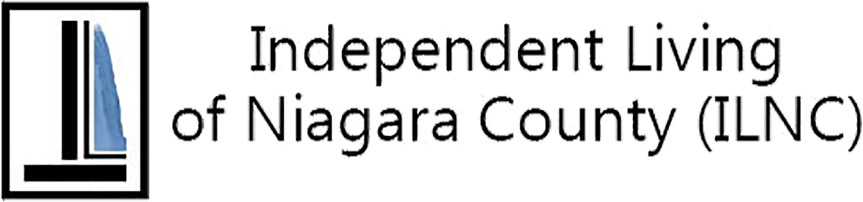 Independent Living
of Niagara County (ILNC)